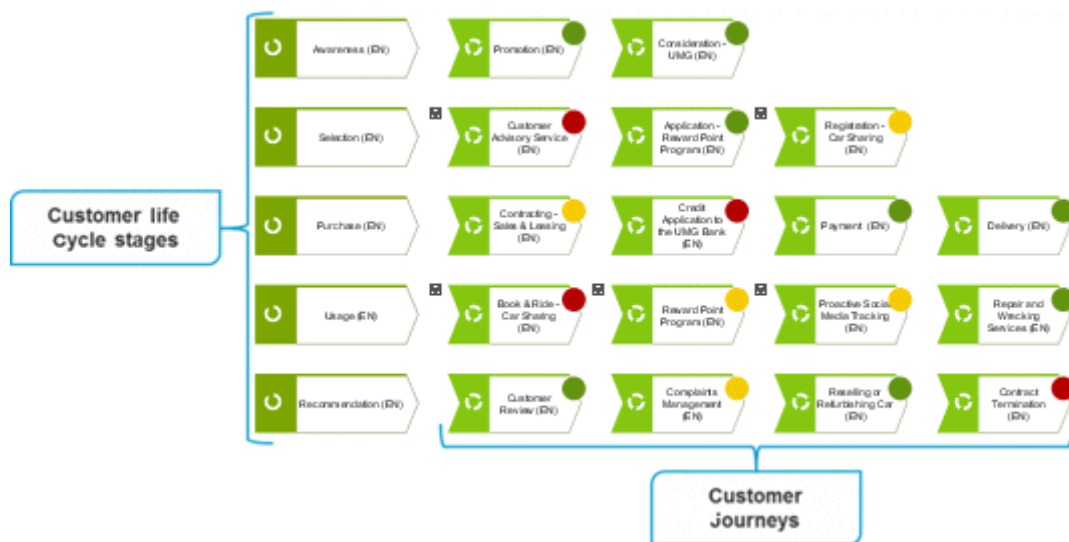 Awareness (EN)
Promotion (EN)
Consideration -
UMG (EN)
Selection (EN)
Customer
Advisory Service
(EN)
Application -
Reward Point
Program (EN)
Registration -
Car Sharing
(EN)
Customer life
cycle stages
Purchase (EN)
Contracting -
Sales & Leasing
(EN)
Credit
Application to
the UMG Bank
(EN)
Payment (EN)
Delivery (EN)
Usage (EN)
Book & Ride -
Car Sharing
(EN)
Reward Point
Program (EN)
Proactive Social
Media Tracking
(EN)
Repair and
Wrecking
Services (EN)
Recommendation (EN)
Customer
Review (EN)
Complaints
Management
(EN)
Reselling or
Refurbishing Car
(EN)
Contract
Termination
(EN)
Customer
Journeys